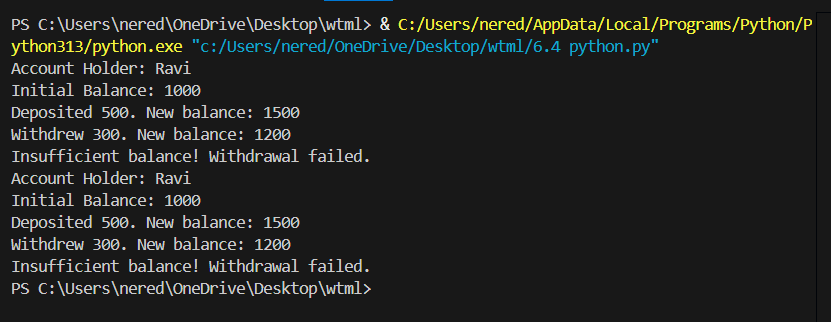 PS C:\Users\nered\OneDrive\Desktop\wtml> & C:/Users/nered/AppData/Local/Programs/Python/P
ython313/python.exe "c:/Users/nered/OneDrive/Desktop/wtml/6.4 python.py"
Account Holder: Ravi
Initial Balance: 1000
Deposited 500. New balance: 1500
Withdrew 300. New balance: 1200
Insufficient balance! Withdrawal failed.
Account Holder: Ravi
Initial Balance: 1000
Deposited 500. New balance: 1500
Withdrew 300. New balance: 1200
Insufficient balance! Withdrawal failed.
PS C:\Users\nered\OneDrive\Desktop\wtml>